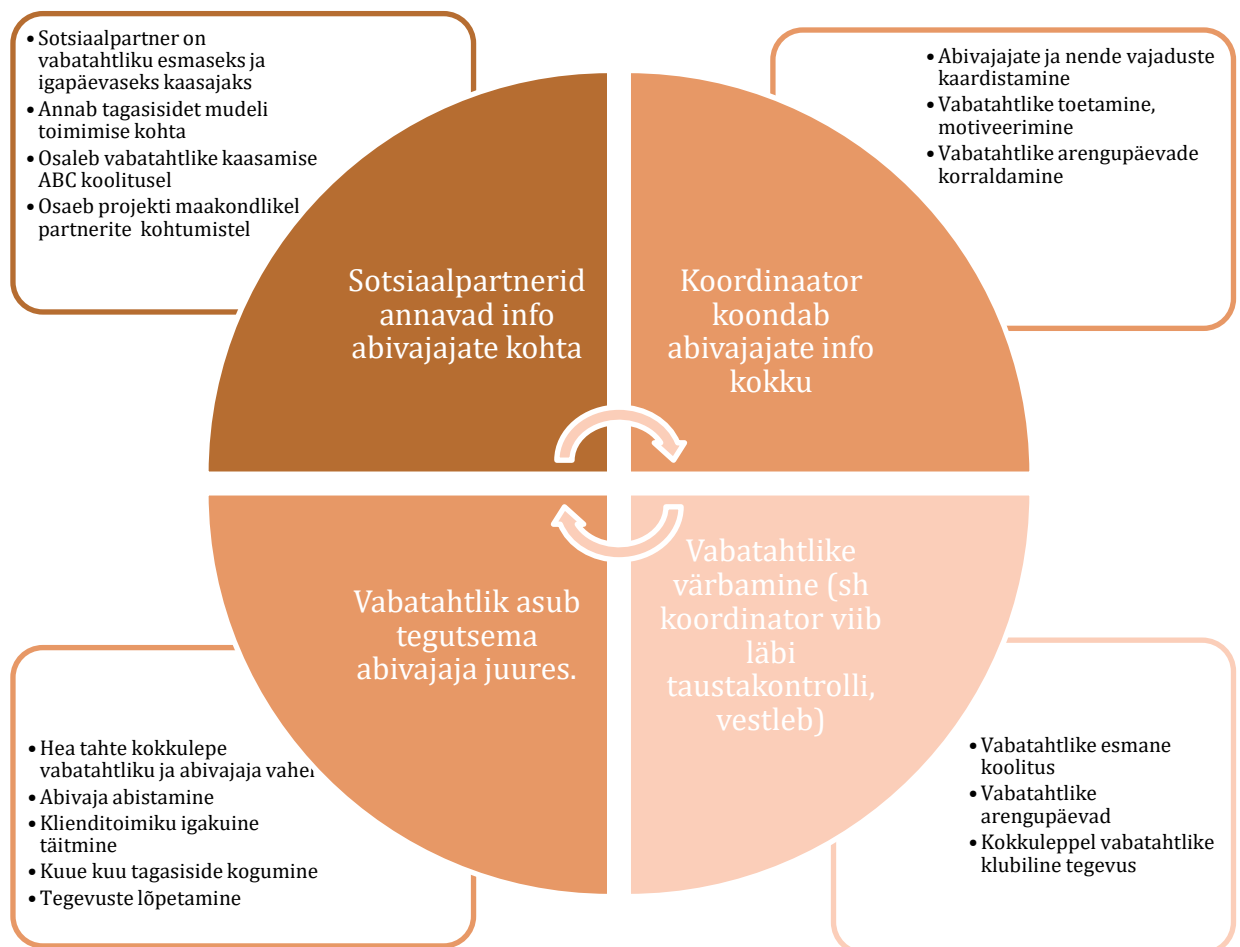 • Sotsiaalpartner on
vabatahtliku esmaseks ja
igapäevaseks kaasajaks
• Annab tagasisidet mudeli
toimimise kohta
• Osaleb vabatahtlike kaasamise
ABC koolitusel
• Osaeb projekti maakondlikel
partnerite kohtumistel
• Abivajajate ja nende vajaduste
kaardistamine
• Vabatahtlike toetamine,
motiveerimine
• Vabatahtlike arengupäevade
korraldamine
Sotsiaalpartnerid
annavad info
abivajajate kohta
Koordinaator
koondab
abivajajate info
kokku
Vabatahtlik asub
tegutsema
abivajaja juures.
Vabatahtlike
värbamine (sh
koordinator viib
läbi
taustakontrolli,
vestleb)
• Hea tahte kokkulepe
vabatahtliku ja abivajaja vahel
• Abivaja abistamine
• Klienditoimiku igakuine
täitmine
• Kuue kuu tagasiside kogumine
• Tegevuste lõpetamine
• Vabatahtlike esmane
koolitus
• Vabatahtlike
arengupäevad
• Kokkuleppel vabatahtlike
klubiline tegevus